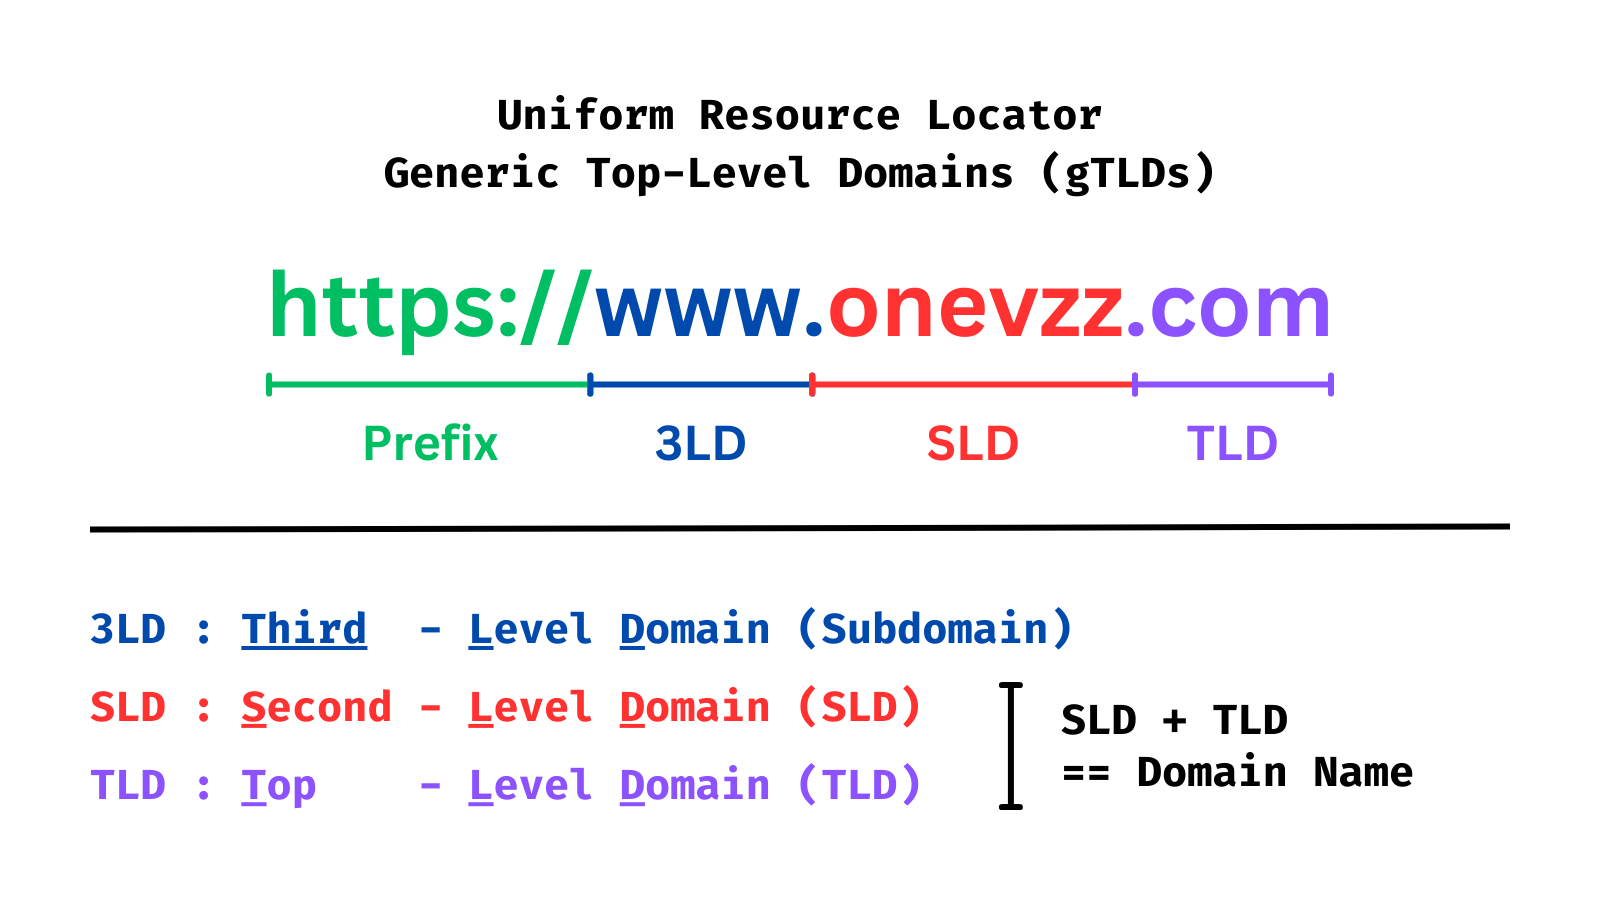 Uniform Resource Locator
Generic Top-Level Domains (gTLDs)
https://www.onevzz.com
Prefix 3LD SLD TLD
3LD : Third - Level Domain (Subdomain)
SLD : Second - Level Domain (SLD)
TLD : Top - Level Domain (TLD)
SLD + TLD
== Domain Name